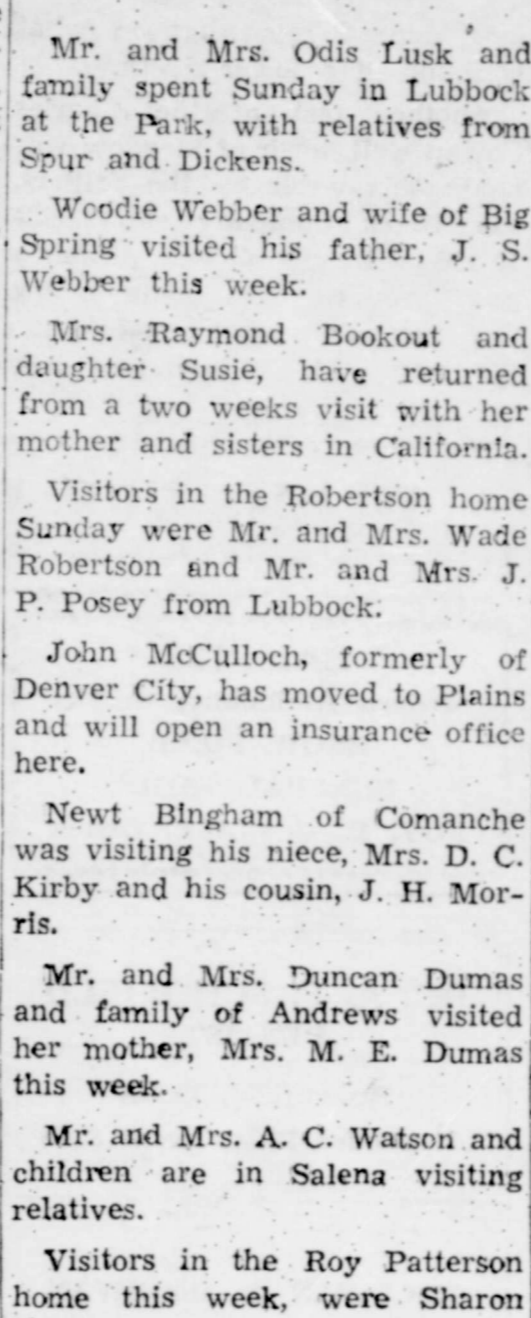 Mr. and Mrs. Odis Lusk and
family spent Sunday in Lubbock
at the Park, with relatives from
Spur and Dickens.
Woodie Webber and wife of Big
Spring visited his father, J. S.
Webber this week.
Mrs. Raymond Bookout and
daughter Susie, have returned
from a two weeks visit with her
mother and sisters in California.
Visitors in the Robertson home
Sunday were Mr. and Mrs. Wade
Robertson and Mr. and Mrs. J.
P. Posey from Lubbock.
John McCulloch, formerly of
Denver City, has moved to Plains
and will open an insurance office
here.
Newt Bingham of Comanche
was visiting his niece, Mrs. D. C.
Kirby and his cousin, J. H. Mor-
ris.
Mr. and Mrs. Duncan Dumas
and family of Andrews visited
her mother, Mrs. M. E. Dumas
this week.
Mr. and Mrs. A. C. Watson and
children are in Salena visiting
relatives.
Visitors in the Roy Patterson
home this week, were Sharon